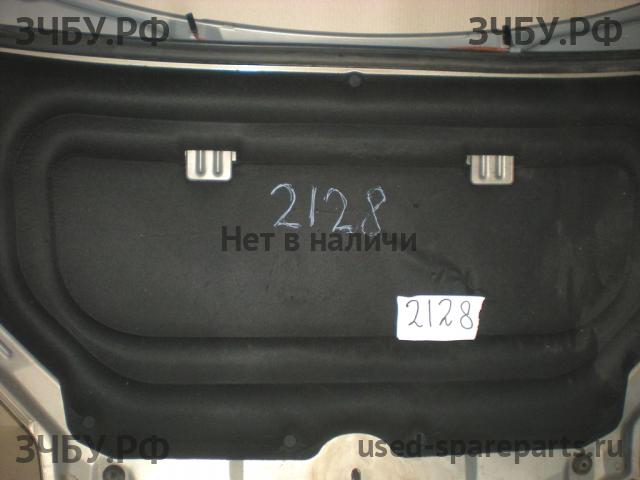 ЗЧБУ.РФ ЗЧБУ.РФ
2128
Нет в наличи
2128
ЗЧБУ.РФ used-spareparts.ru